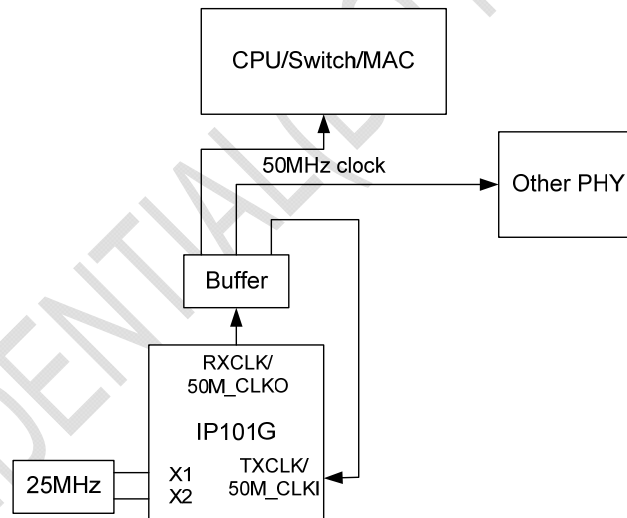 CPU/Switch/MAC
50MHz clock
Other PHY
Buffer
RXCLK/
50M_CLKO
IP101G
X1
X2
TXCLK/
50M_CLKI
25MHz